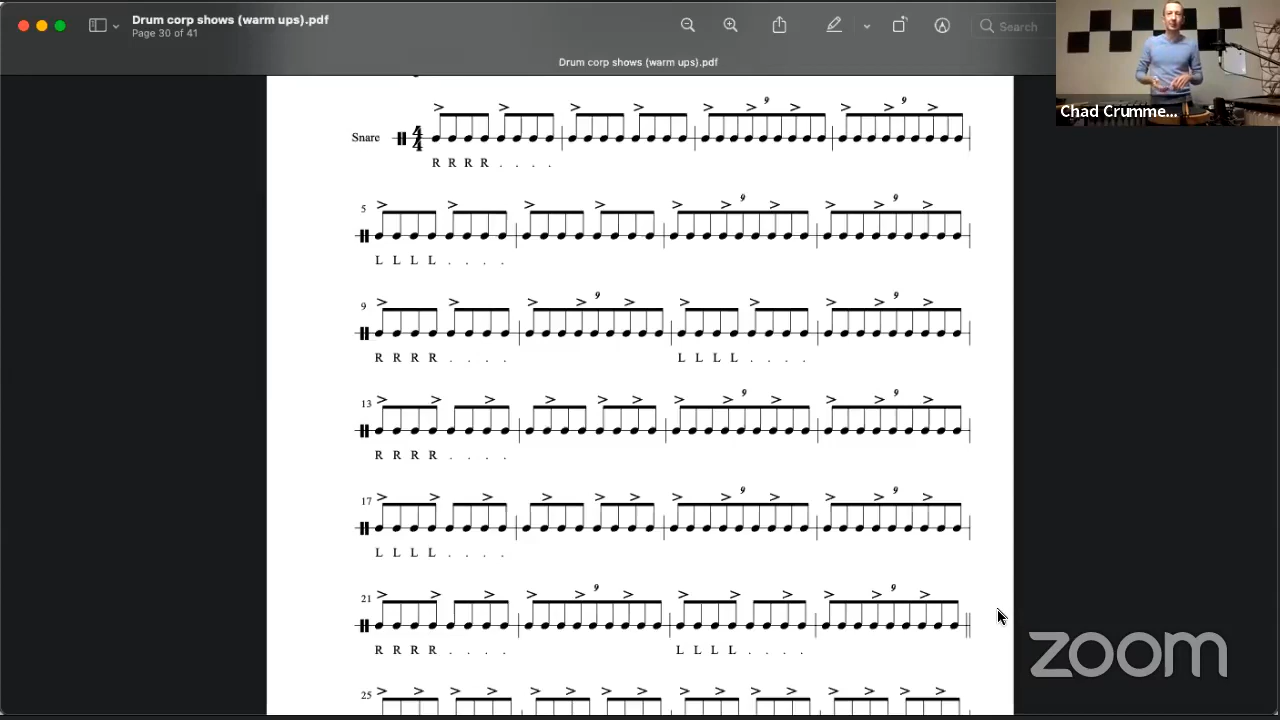 Drum corp shows (warm ups).pdf
Page 30 of 41
Search
Drum corp shows (warm ups).pdf
Chad Crumme...
9 9
Snare 4 4
R R R R . . . .
5 9 9
L L L L . . . .
9 9 9
R R R R . . . . L L L L . . . .
13 9 9
R R R R . . . .
17 9 9
L L L L . . . .
21 9 9
R R R R . . . . L L L L . . . .
zoom
25